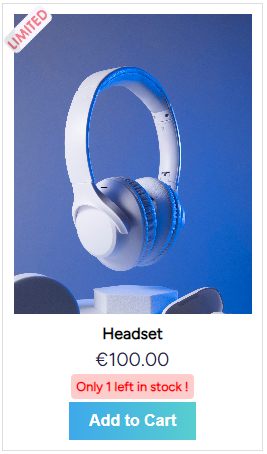 LIMITED
Headset
€100.00
Only 1 left in stock !
Add to Cart